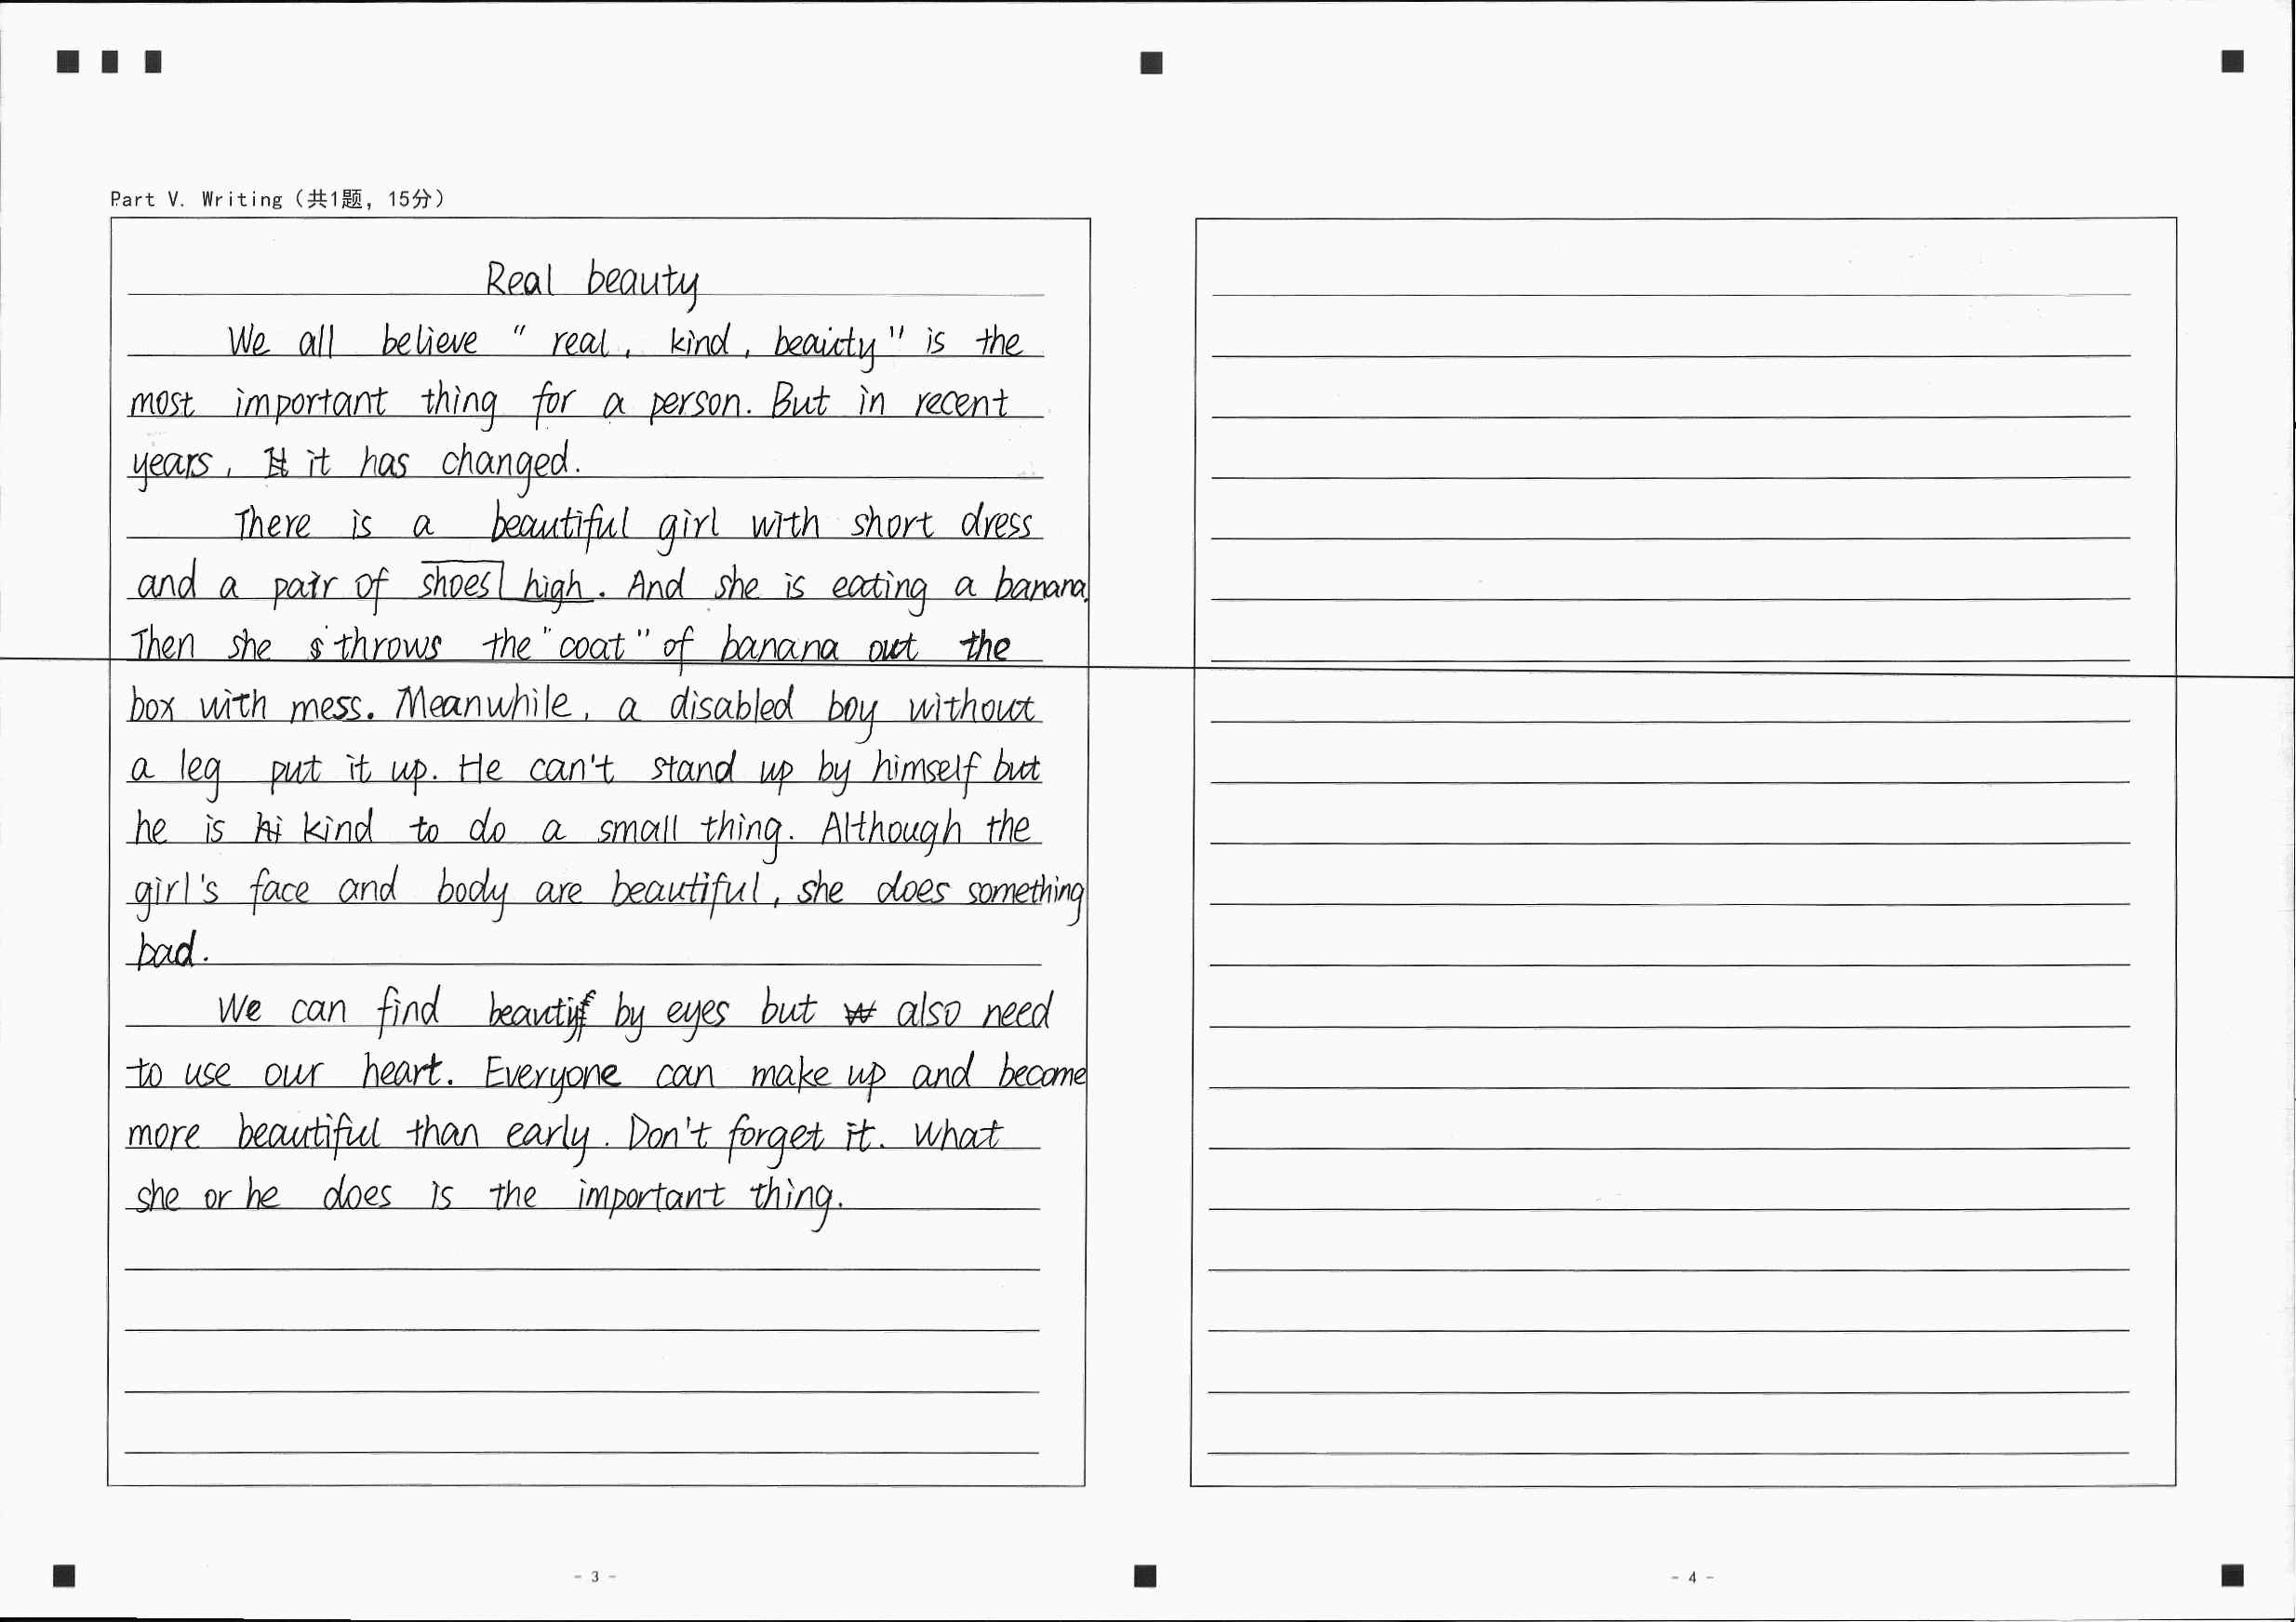 Part V. Writing (共1题, 15分)
Real beauty
We all believe " real, kind, beaicty" is the
most important thing for a person. But in recent
years, it has changed.
There is a beautiful girl with short dress
and a pair of shoes high. And she is eating a banana.
Then she throws the "coat" of banana out the
box with mess. Meanwhile, a disabled boy without
a leg put it up. He can't stand up by himself but
he is kind to do a small thing. Although the
girl's face and body are beautiful, she does something
bad.
We can find beauty by eyes but also need
to use our heart. Everyone can make up and become
more beautiful than early. Don't forget it. What
she or he does is the important thing.
- 3 -
- 4 -